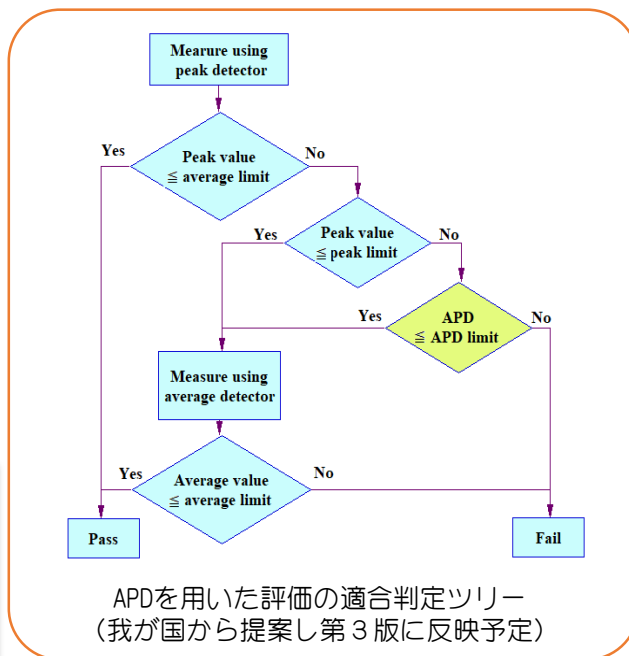 Mearure using
peak detector
Yes
Peak value
≦ average limit
No
Yes
Peak value
≦ peak limit
No
Yes
APD
≦ APD limit
No
Measure using
average detector
Yes
Average value
≦ average limit
No
Pass
Fail
APDを用いた評価の適合判定ツリー
（我が国から提案し第３版に反映予定）